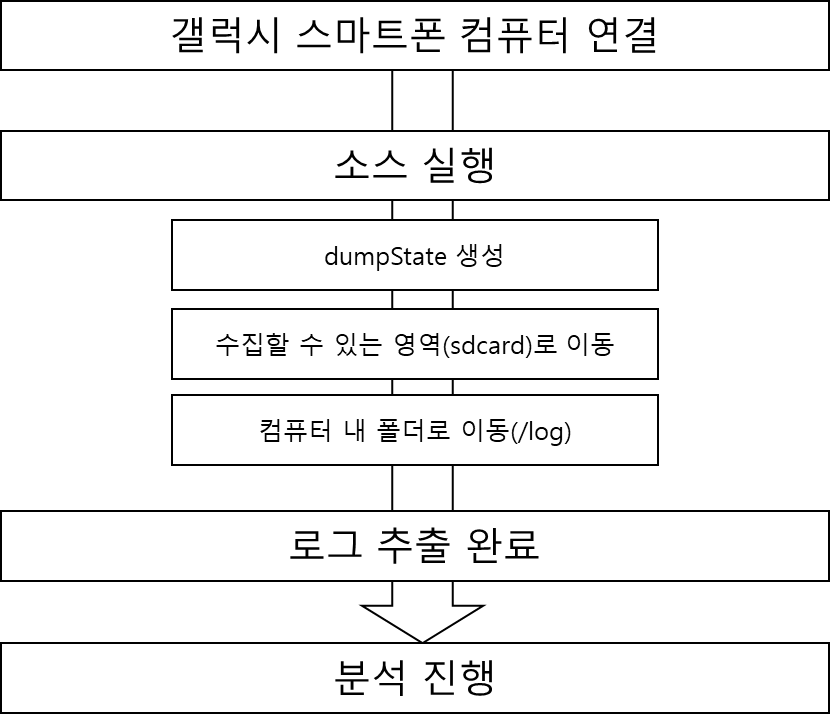 갤럭시 스마트폰 컴퓨터 연결
소스 실행
dumpState 생성
수집할 수 있는 영역(sdcard)로 이동
컴퓨터 내 폴더로 이동(/log)
로그 추출 완료
분석 진행